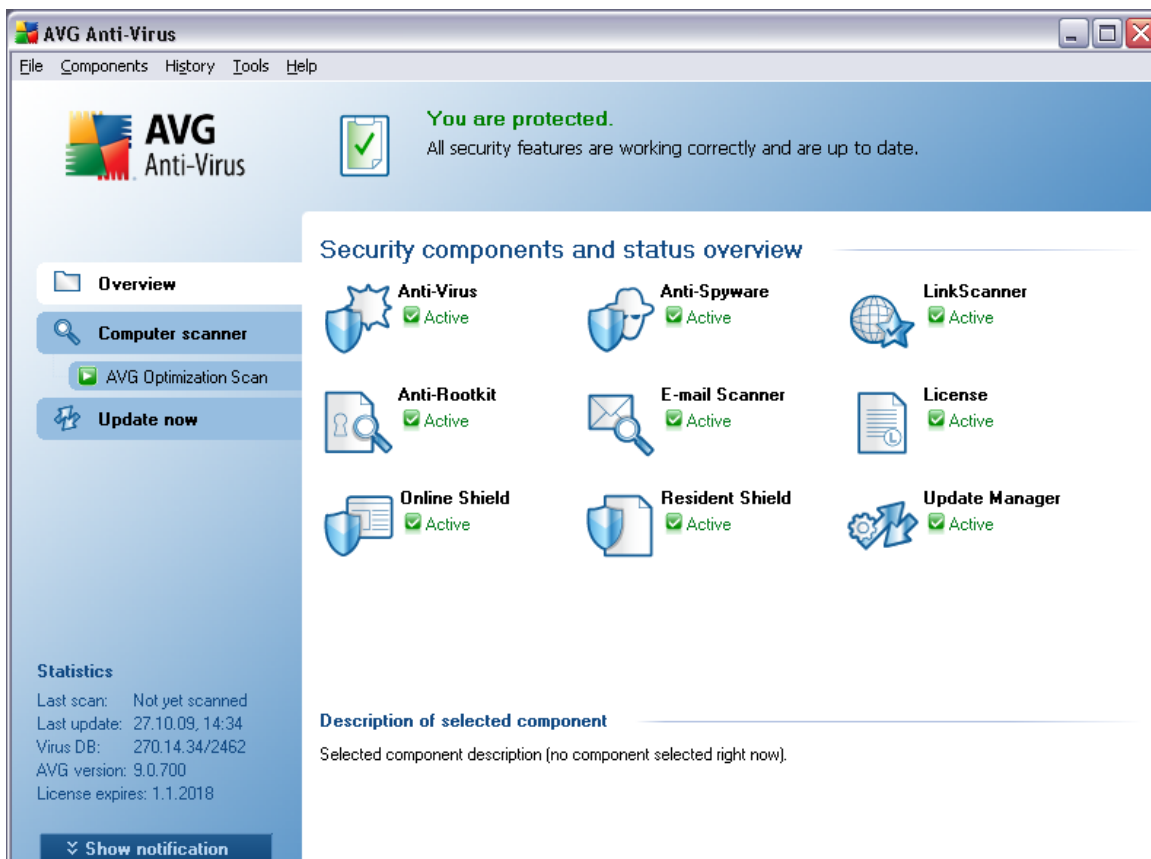 AVG Anti-Virus
File Components History Tools Help
AVG
Anti-Virus
You are protected.
All security features are working correctly and are up to date.
Overview
Computer scanner
AVG Optimization Scan
Update now
Security components and status overview
Anti-Virus
Active
Anti-Spyware
Active
LinkScanner
Active
Anti-Rootkit
Active
E-mail Scanner
Active
License
Active
L
Online Shield
Active
Resident Shield
Active
Update Manager
Active
Statistics
Last scan: Not yet scanned
Last update: 27.10.09, 14:34
Virus DB: 270.14.34/2462
AVG version: 9.0.700
License expires: 1.1.2018
Show notification
Description of selected component
Selected component description (no component selected right now).